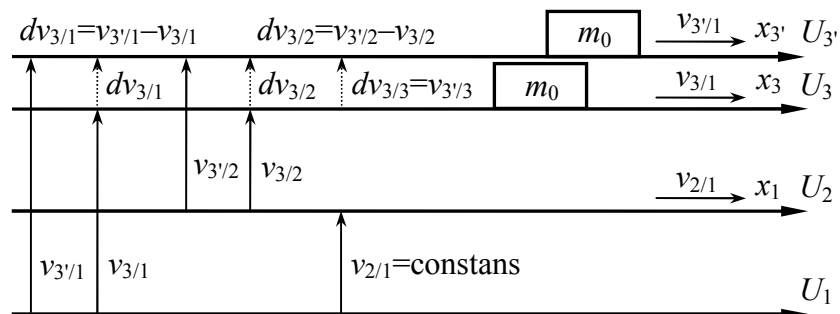 dv3/1=v3'/1–v3/1 dv3/2=v3'/2–v3/2 m0 v3'/1 x3' U3'
dv3/1 dv3/2 dv3/3=v3'/3 m0 v3/1 x3 U3
v3'/2 v3/2 v2/1 x1 U2
v3'/1 v3/1 v2/1=constans U1